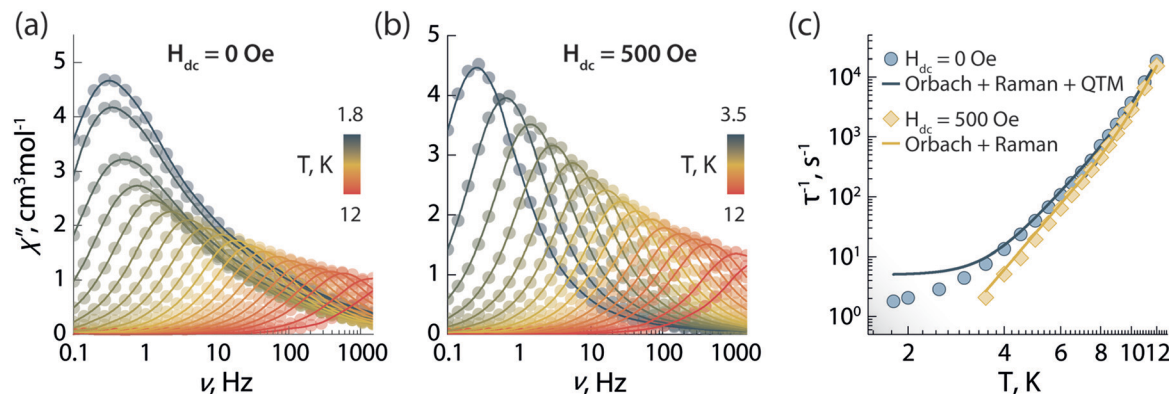 (a)
H_dc = 0 Oe
χ'', cm³mol⁻¹
5
4
3
2
1
0
1.8
T, K
12
0.1 1 10 100 1000
ν, Hz
(b)
H_dc = 500 Oe
5
4
3
2
1
0
3.5
T, K
12
0.1 1 10 100 1000
ν, Hz
(c)
τ⁻¹, s⁻¹
10⁴
10³
10²
10¹
10⁰
H_dc = 0 Oe
Orbach + Raman + QTM
H_dc = 500 Oe
Orbach + Raman
2 4 6 8 10 12
T, K